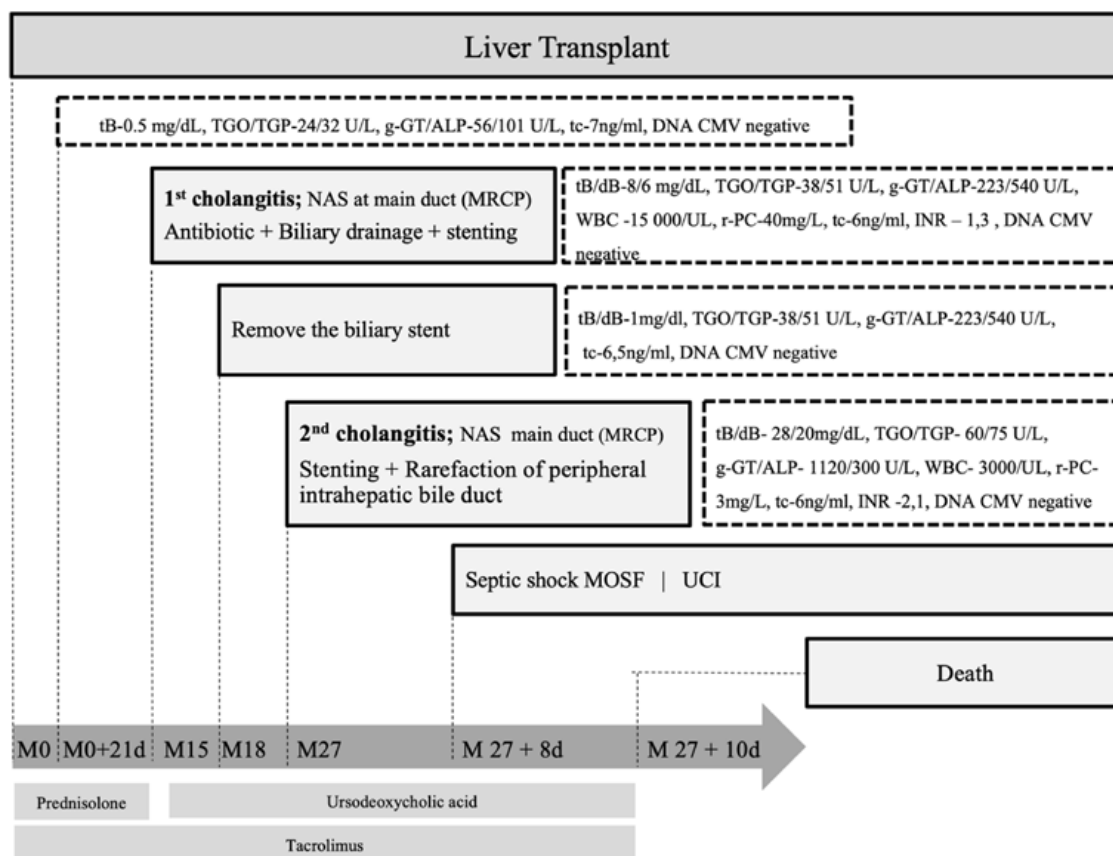 Liver Transplant
tB-0.5 mg/dL, TGO/TGP-24/32 U/L, g-GT/ALP-56/101 U/L, tc-7ng/ml, DNA CMV negative
1st cholangitis; NAS at main duct (MRCP)
Antibiotic + Biliary drainage + stenting
tB/dB-8/6 mg/dL, TGO/TGP-38/51 U/L, g-GT/ALP-223/540 U/L,
WBC -15 000/UL, r-PC-40mg/L, tc-6ng/ml, INR – 1,3 , DNA CMV
negative
Remove the biliary stent
tB/dB-1mg/dl, TGO/TGP-38/51 U/L, g-GT/ALP-223/540 U/L,
tc-6,5ng/ml, DNA CMV negative
2nd cholangitis; NAS main duct (MRCP)
Stenting + Rarefaction of peripheral
intrahepatic bile duct
tB/dB- 28/20mg/dL, TGO/TGP- 60/75 U/L,
g-GT/ALP- 1120/300 U/L, WBC- 3000/UL, r-PC-
3mg/L, tc-6ng/ml, INR -2,1, DNA CMV negative
Septic shock MOSF | UCI
Death
M0 M0+21d M15 M18 M27 M 27 + 8d M 27 + 10d
Prednisolone Ursodeoxycholic acid
Tacrolimus